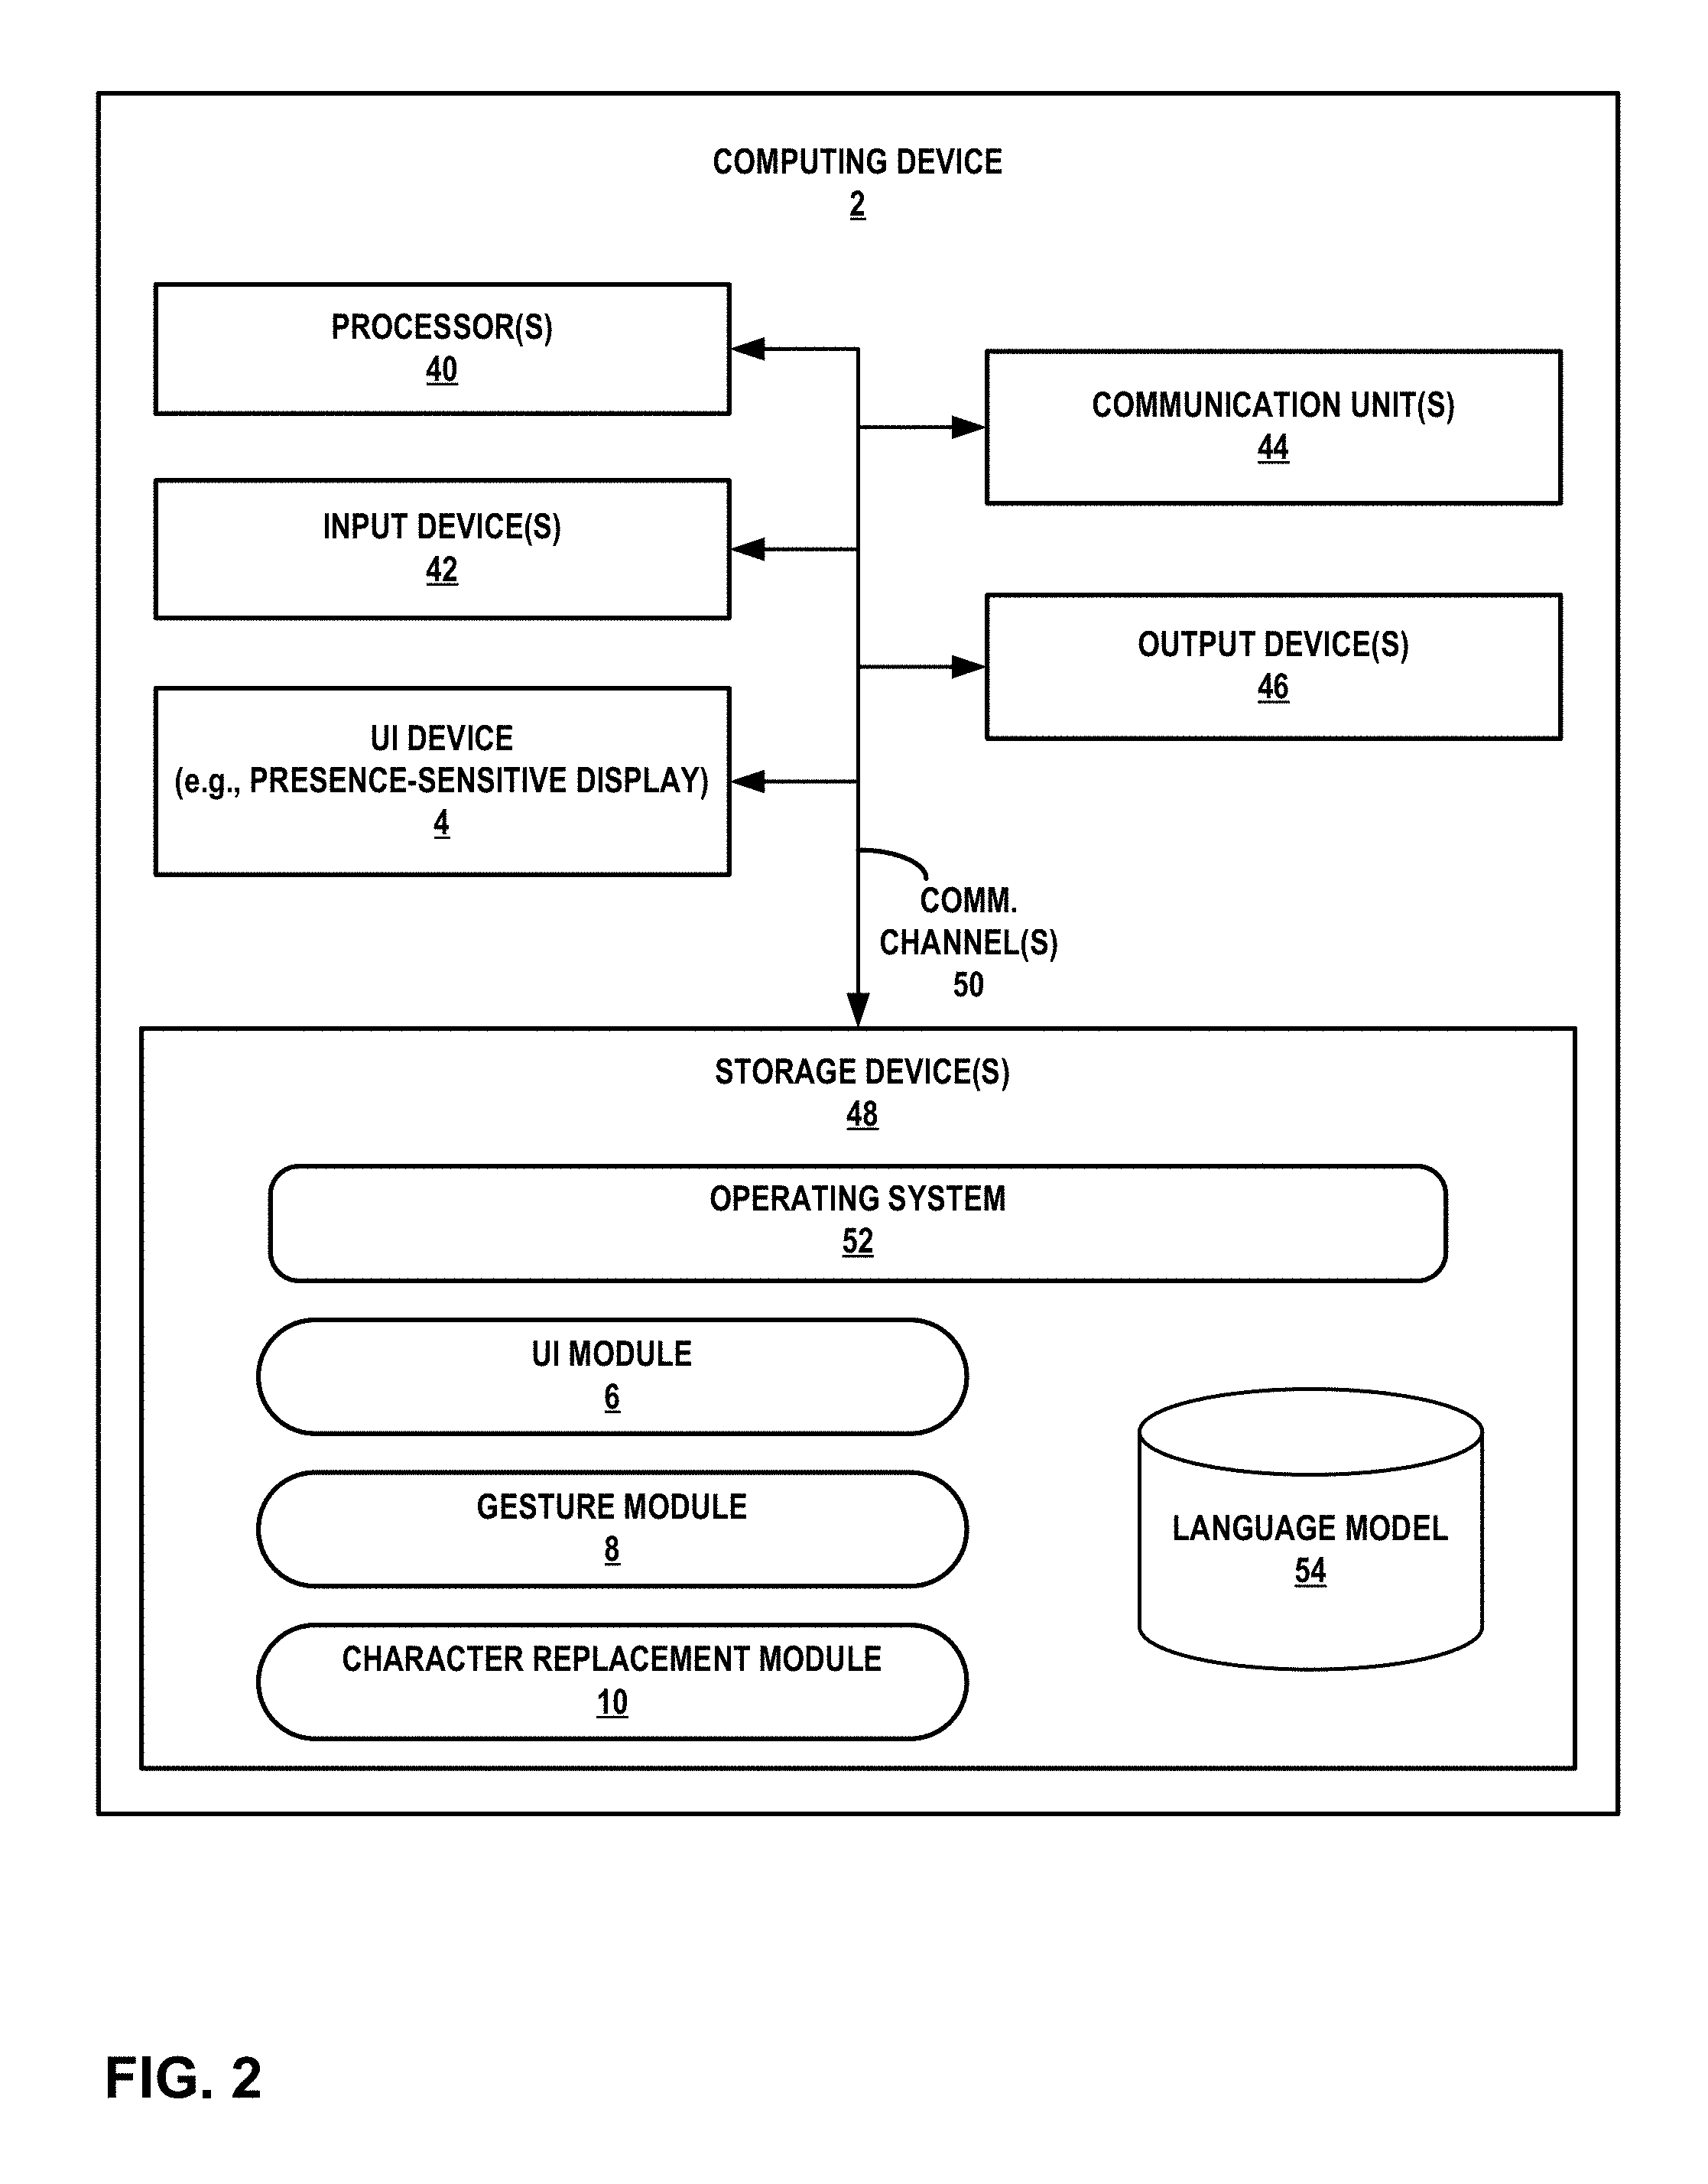 COMPUTING DEVICE
2
PROCESSOR(S)
40
COMMUNICATION UNIT(S)
44
INPUT DEVICE(S)
42
OUTPUT DEVICE(S)
46
UI DEVICE
(e.g., PRESENCE-SENSITIVE DISPLAY)
4
COMM.
CHANNEL(S)
50
STORAGE DEVICE(S)
48
OPERATING SYSTEM
52
UI MODULE
6
GESTURE MODULE
8
LANGUAGE MODEL
54
CHARACTER REPLACEMENT MODULE
10
FIG. 2